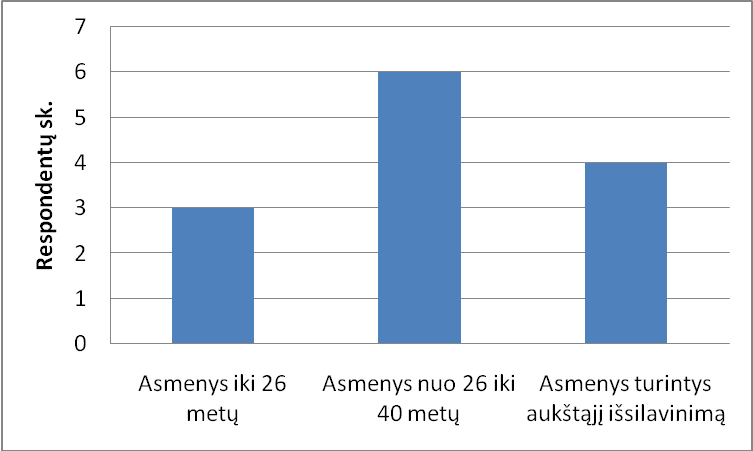 7
6
5
4
3
2
1
0
Respondentų sk.
Asmenys iki 26
metų
Asmenys nuo 26 iki
40 metų
Asmenys turintys
aukštąjį išsilavinimą